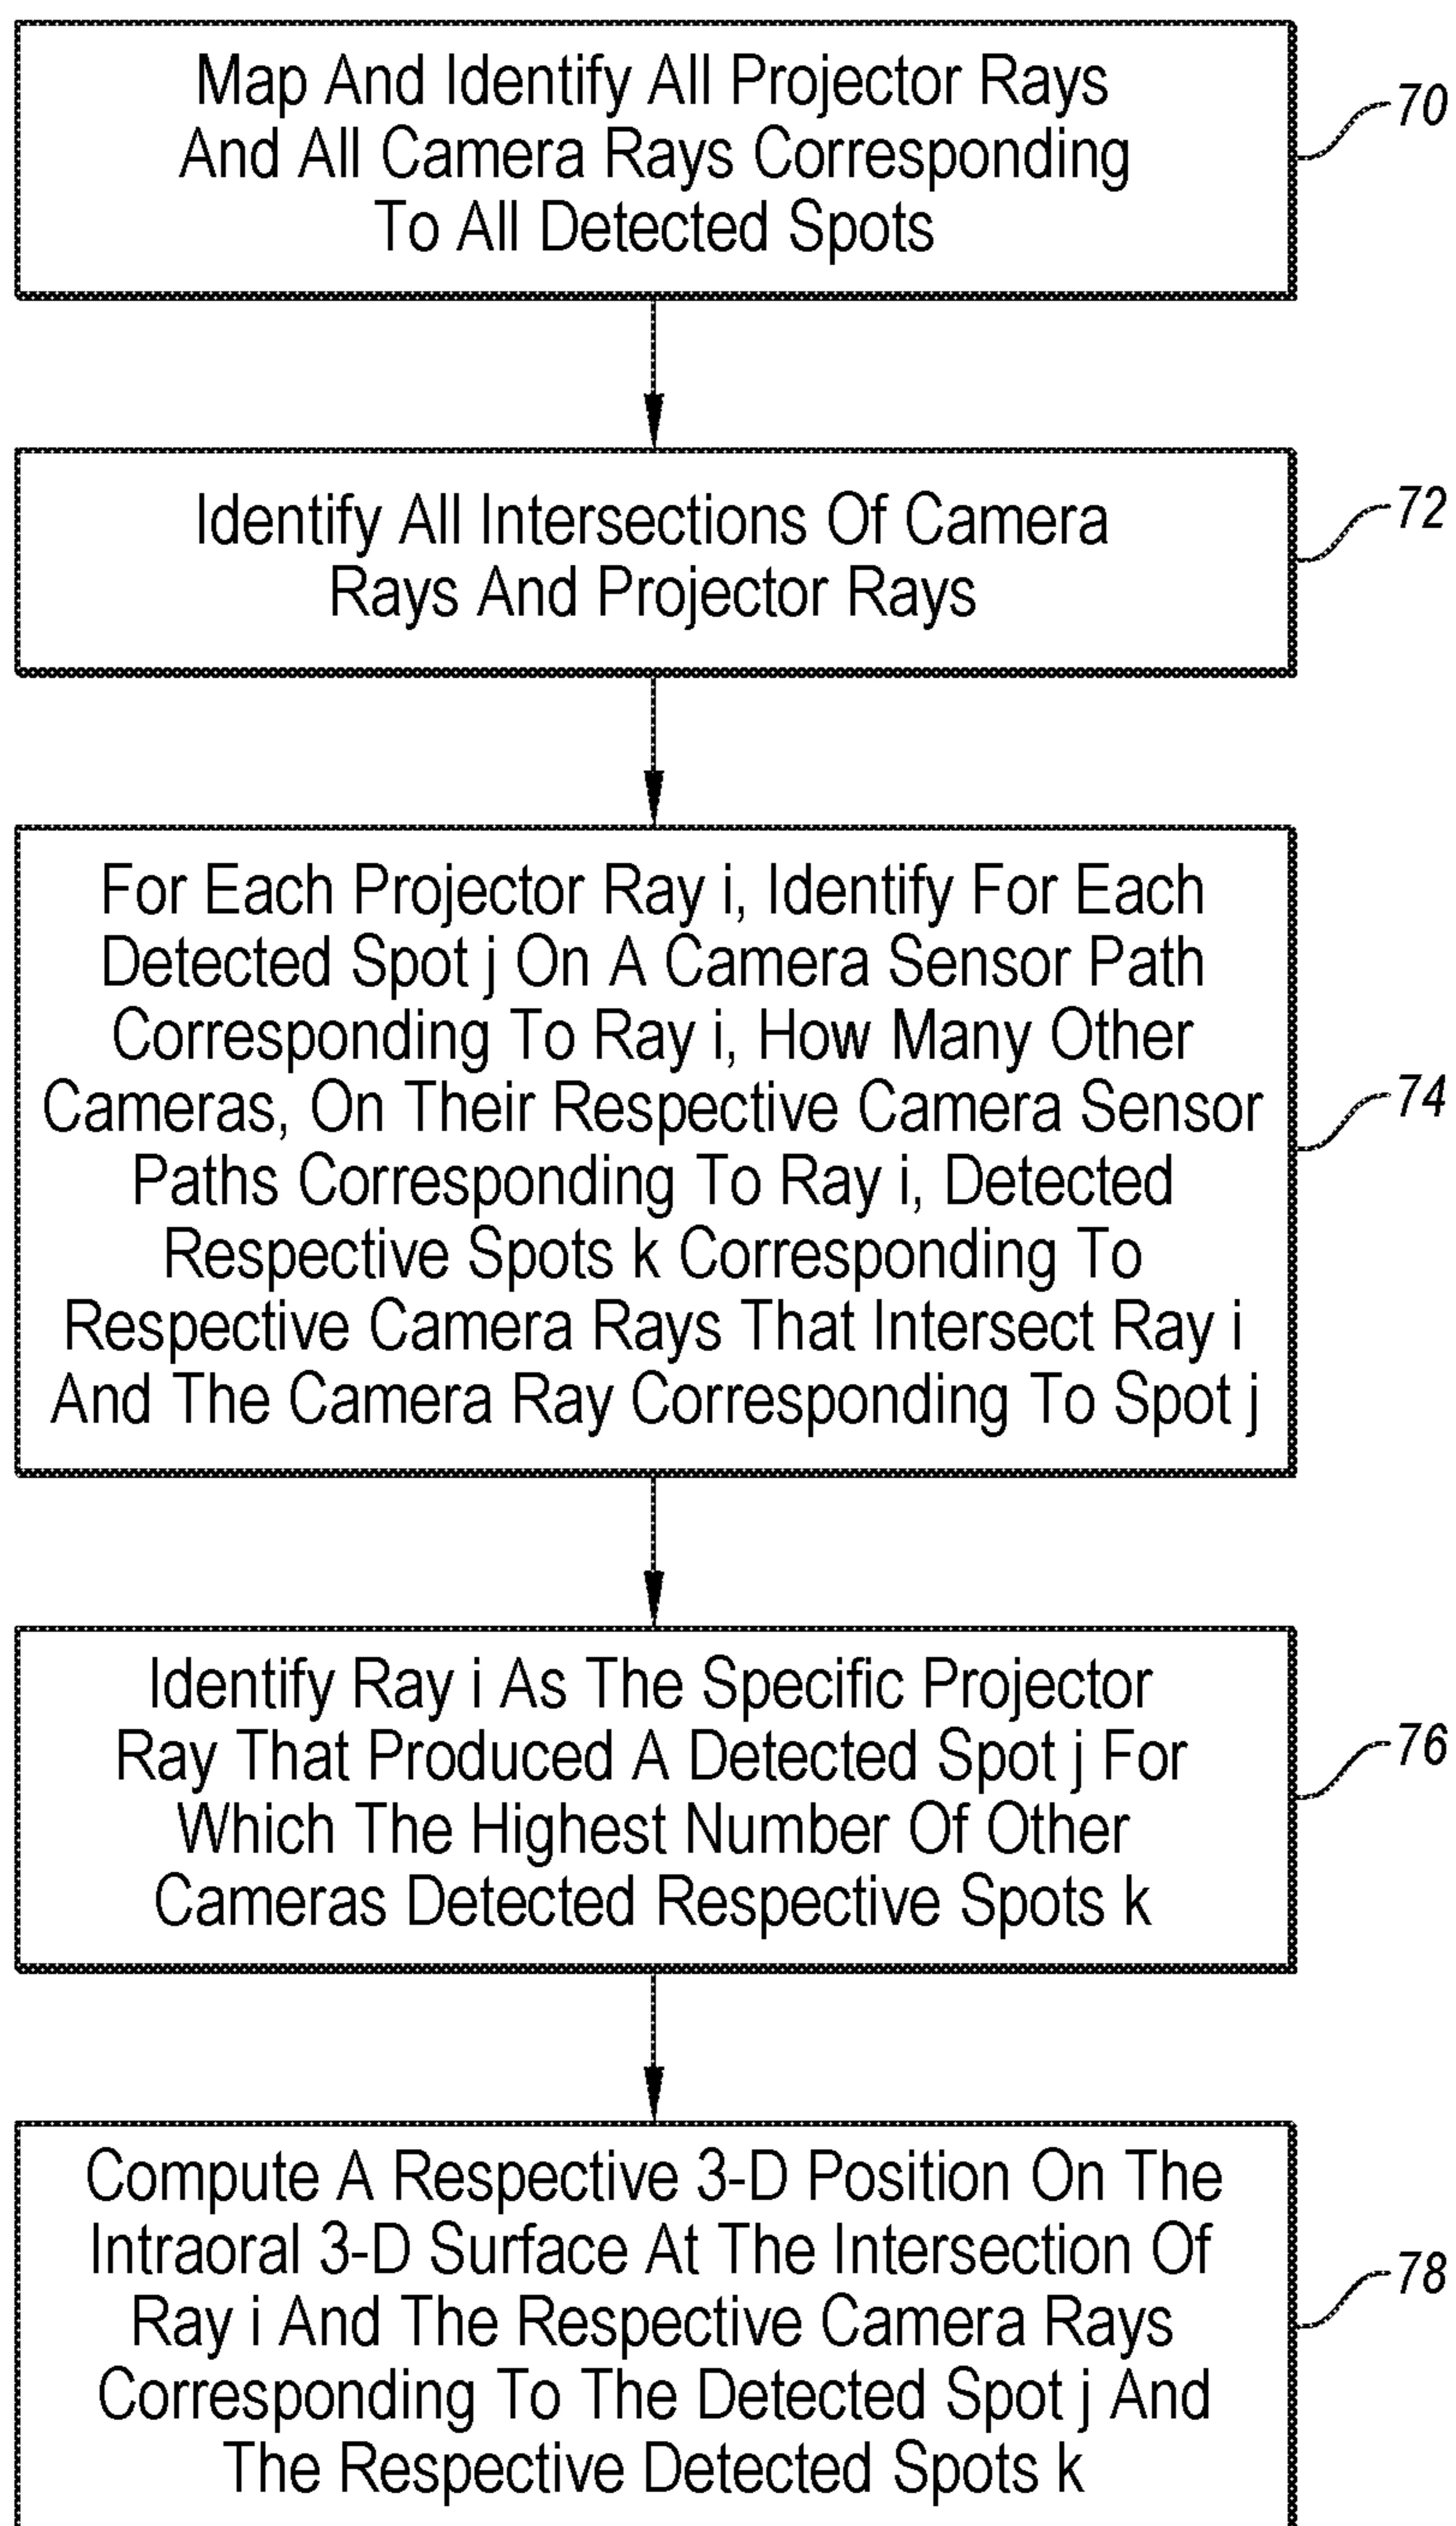 Map And Identify All Projector Rays
And All Camera Rays Corresponding
To All Detected Spots
70
Identify All Intersections Of Camera
Rays And Projector Rays
72
For Each Projector Ray i, Identify For Each
Detected Spot j On A Camera Sensor Path
Corresponding To Ray i, How Many Other
Cameras, On Their Respective Camera Sensor
Paths Corresponding To Ray i, Detected
Respective Spots k Corresponding To
Respective Camera Rays That Intersect Ray i
And The Camera Ray Corresponding To Spot j
74
Identify Ray i As The Specific Projector
Ray That Produced A Detected Spot j For
Which The Highest Number Of Other
Cameras Detected Respective Spots k
76
Compute A Respective 3-D Position On The
Intraoral 3-D Surface At The Intersection Of
Ray i And The Respective Camera Rays
Corresponding To The Detected Spot j And
The Respective Detected Spots k
78